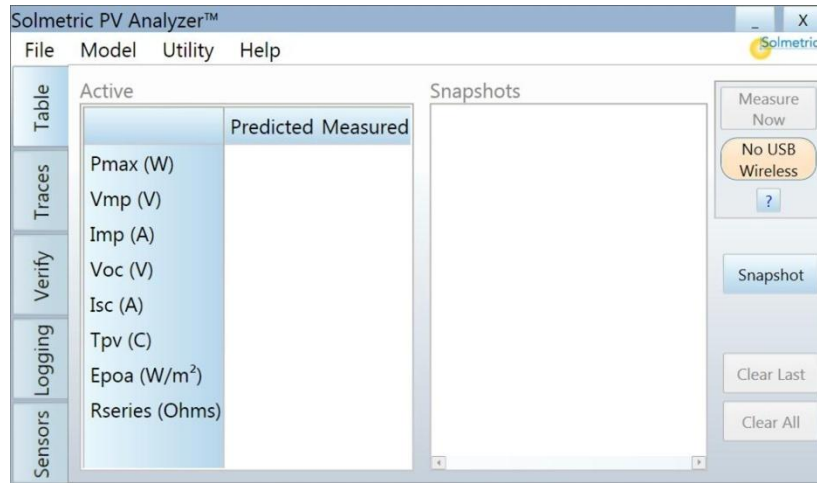 Solmetric PV Analyzer™
_ X
File Model Utility Help
Solmetric
Table
Traces
Verify
Logging
Sensors
Active
Predicted Measured
Pmax (W)
Vmp (V)
Imp (A)
Voc (V)
Isc (A)
Tpv (C)
Epoa (W/m²)
Rseries (Ohms)
Snapshots
Measure
Now
No USB
Wireless
?
Snapshot
Clear Last
Clear All